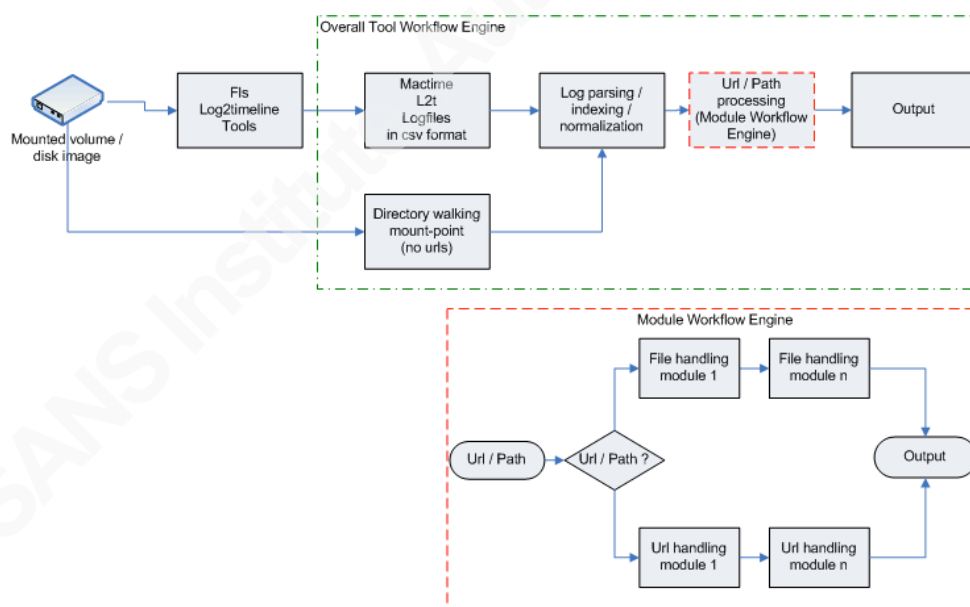 Overall Tool Workflow Engine
Mounted volume /
disk image
Fls
Log2timeline
Tools
Mactime
L2t
Logfiles
in csv format
Log parsing /
indexing /
normalization
Url / Path
processing
(Module Workflow
Engine)
Output
Directory walking
mount-point
(no urls)
Module Workflow Engine
File handling
module 1
File handling
module n
Url / Path
Url / Path ?
Output
Url handling
module 1
Url handling
module n
SANS Institute